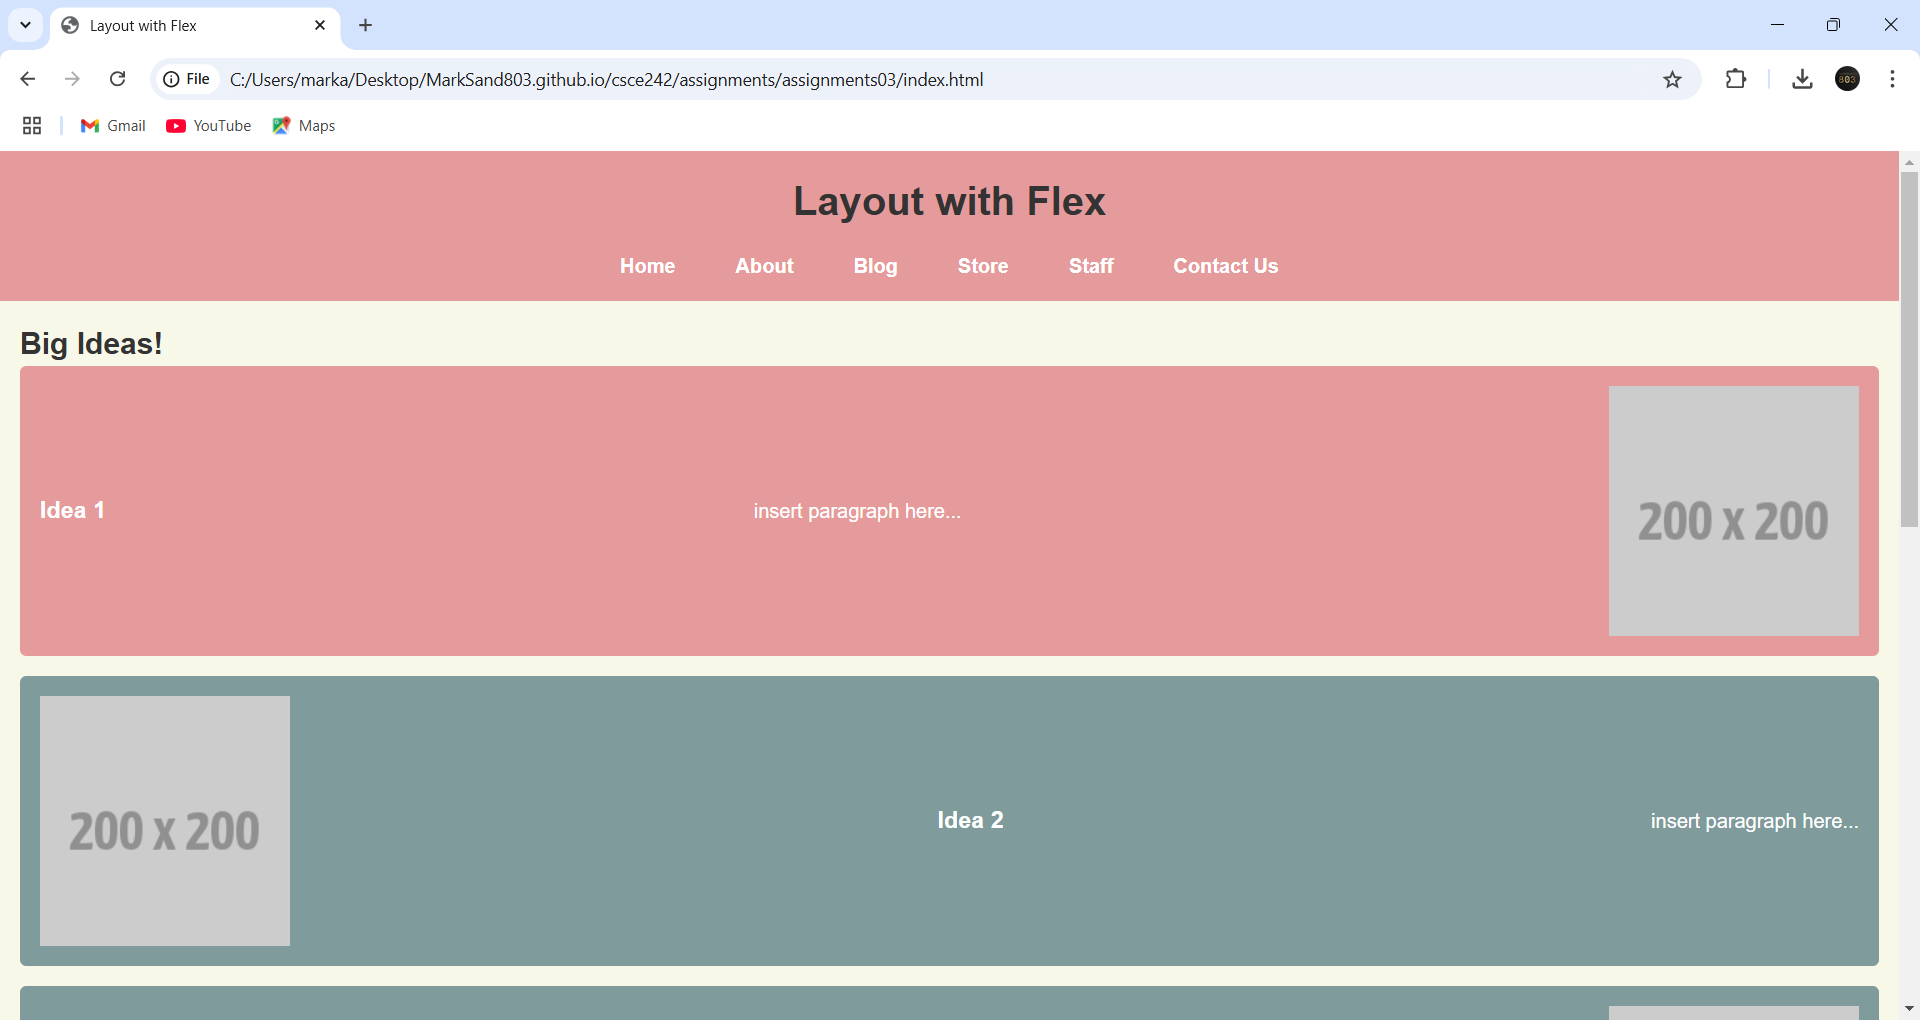 Layout with Flex
File
C:/Users/marka/Desktop/MarkSand803.github.io/csce242/assignments/assignments03/index.html
803
Gmail
YouTube
Maps
Layout with Flex
Home
About
Blog
Store
Staff
Contact Us
Big Ideas!
Idea 1
insert paragraph here...
200 x 200
200 x 200
Idea 2
insert paragraph here...